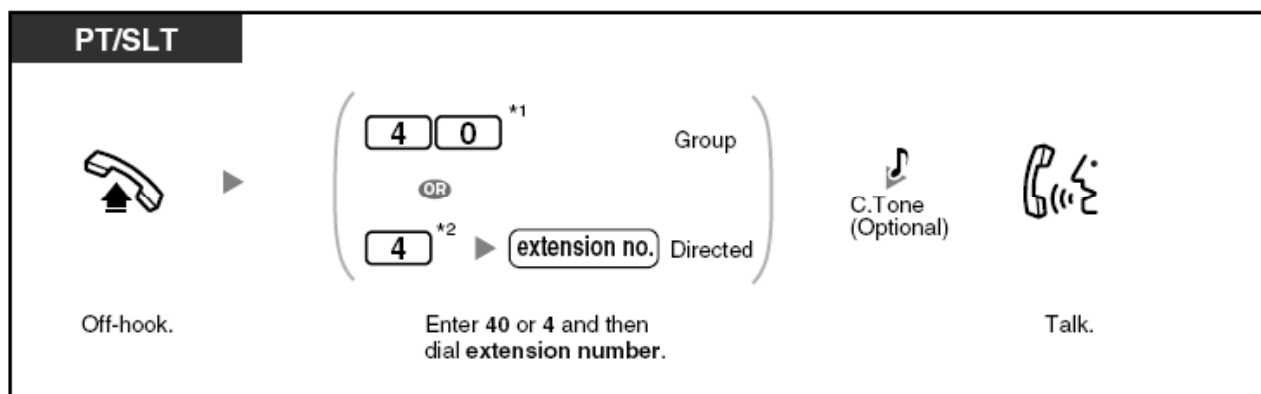 PT/SLT
4 0 *1 Group
OR
4 *2 extension no. Directed
C.Tone
(Optional)
Off-hook.
Enter 40 or 4 and then
dial extension number.
Talk.